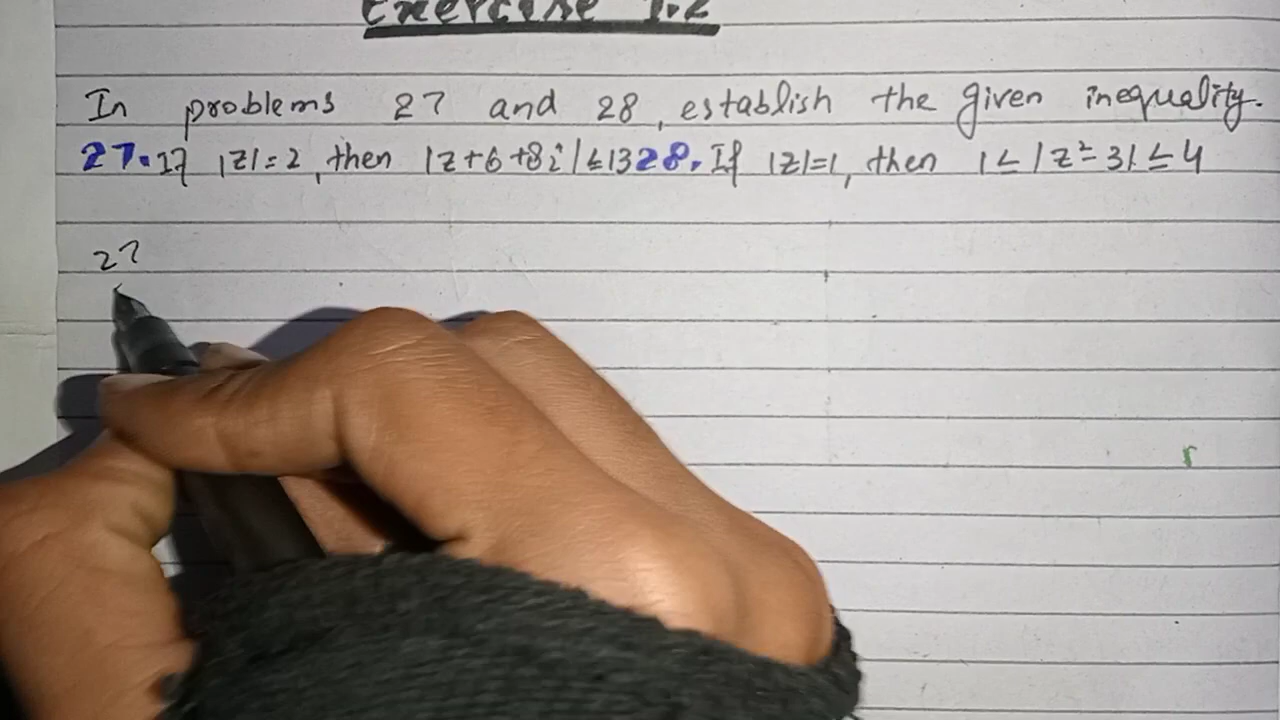 Exercise 1.2
In problems 27 and 28, establish the given inequality.
27. If |z|=2, then |z+6+8i|≤13 28. If |z|=1, then 1≤|z²-3|≤4
27
r